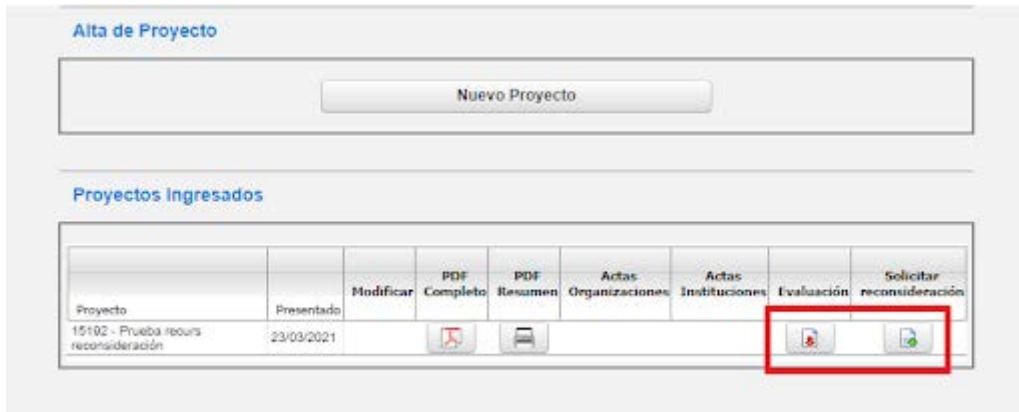 Alta de Proyecto
Nuevo Proyecto
Proyectos Ingresados
Proyecto
Presentado
Modificar
PDF
Completo
PDF
Resumen
Actas
Organizaciones
Actas
Instituciones
Evaluación
Solicitar
reconsideración
15192 - Prueba recurs
reconsideración
23/03/2021